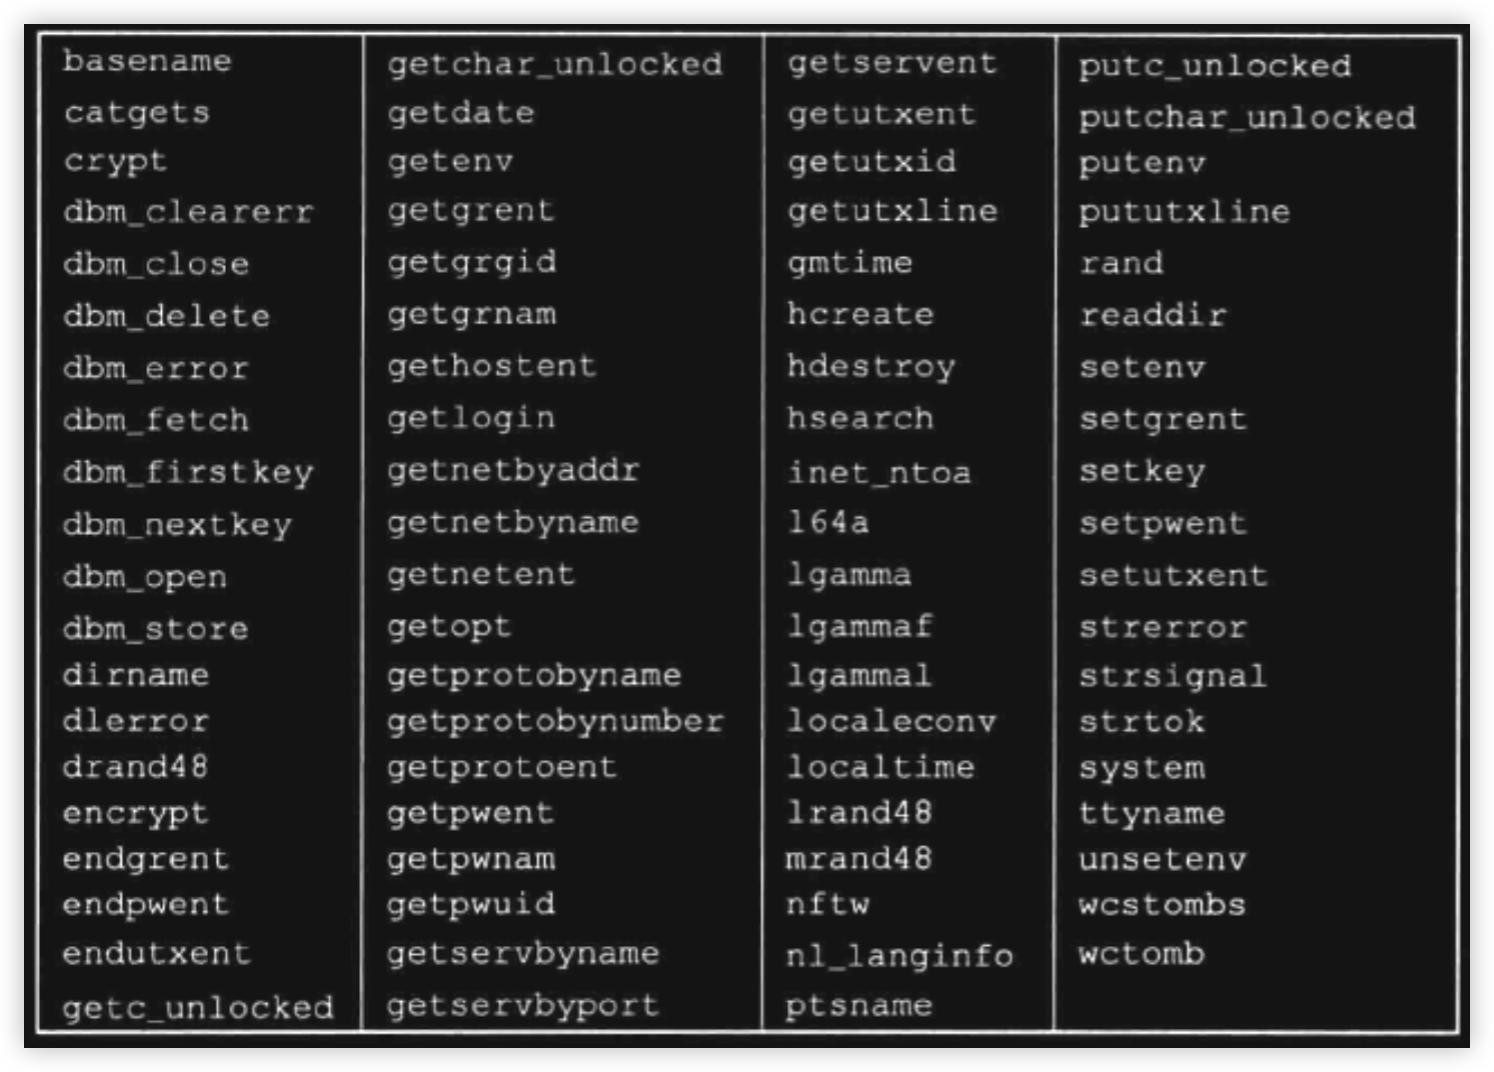 basename
catgets
crypt
dbm_clearerr
dbm_close
dbm_delete
dbm_error
dbm_fetch
dbm_firstkey
dbm_nextkey
dbm_open
dbm_store
dirname
dlerror
drand48
encrypt
endgrent
endpwent
endutxent
getc_unlocked
getchar_unlocked
getdate
getenv
getgrent
getgrgid
getgrnam
gethostent
getlogin
getnetbyaddr
getnetbyname
getnetent
getopt
getprotobyname
getprotobynumber
getprotoent
getpwent
getpwnam
getpwuid
getservbyname
getservbyport
getservent
getutxent
getutxid
getutxline
gmtime
hcreate
hdestroy
hsearch
inet_ntoa
l64a
lgamma
lgammaf
lgammal
localeconv
localtime
lrand48
mrand48
nftw
nl_langinfo
ptsname
putc_unlocked
putchar_unlocked
putenv
pututxline
rand
readdir
setenv
setgrent
setkey
setpwent
setutxent
strerror
strsignal
strtok
system
ttyname
unsetenv
wcstombs
wctomb